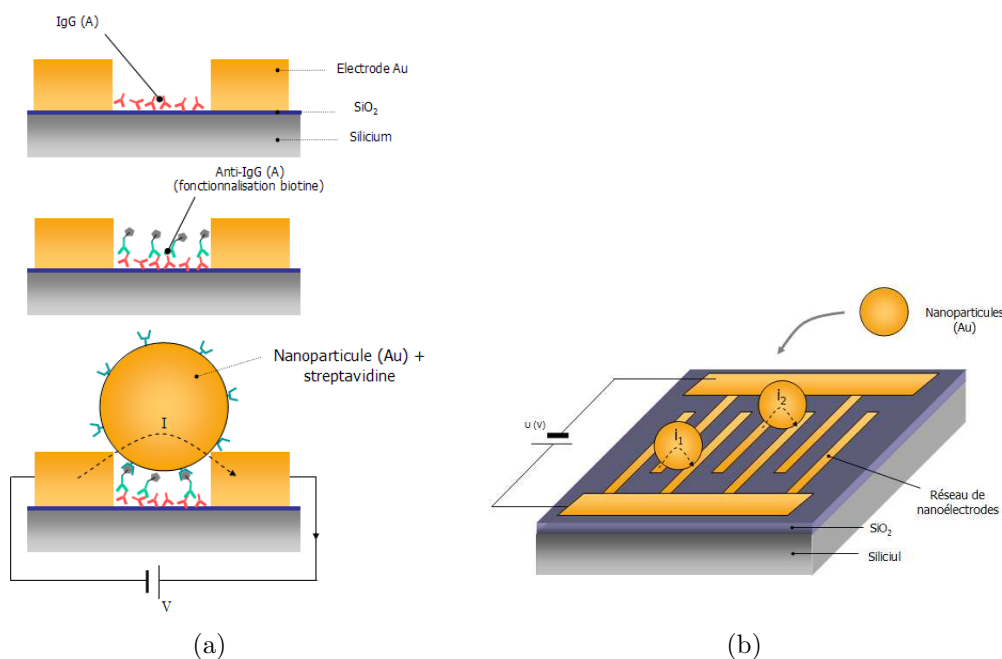 IgG (A)
Electrode Au
SiO2
Silicium
Anti-IgG (A)
(fonctionnalisation biotine)
Nanoparticule (Au) +
streptavidine
I
V
(a)
Nanoparticules
(Au)
U (V)
i1
i2
Réseau de
nanoélectrodes
SiO2
Siliciul
(b)